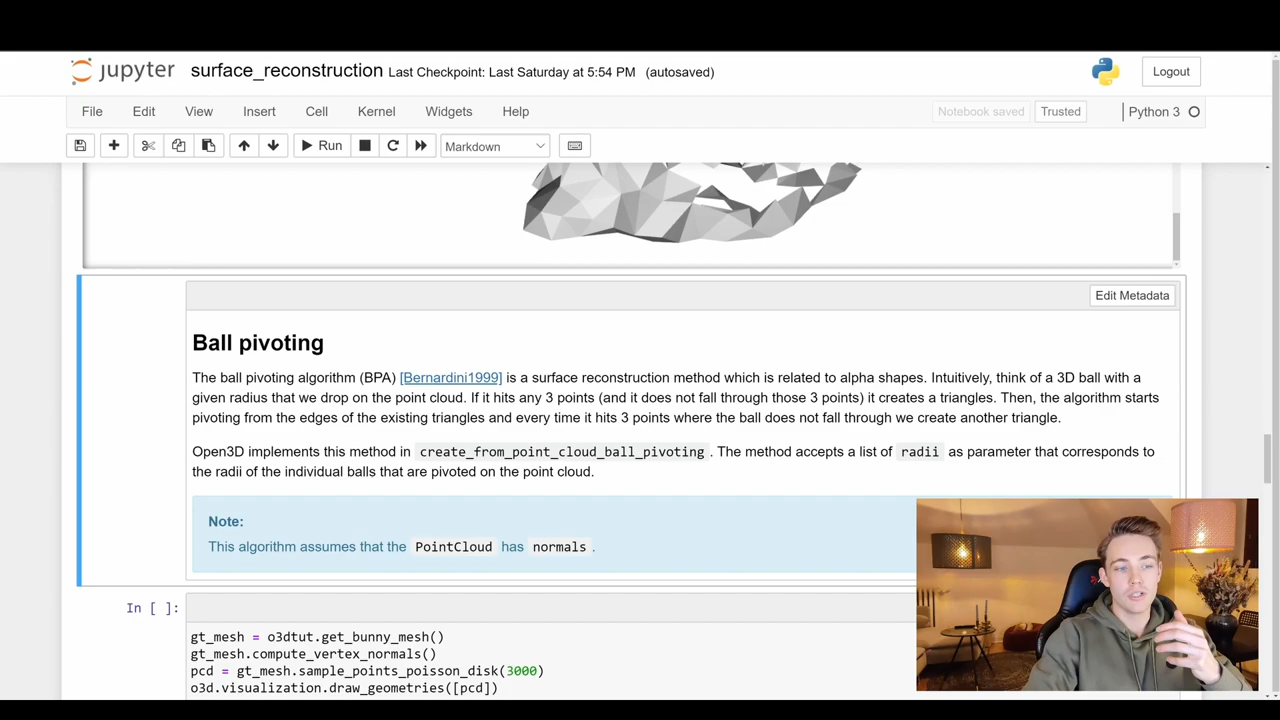 jupyter surface_reconstruction Last Checkpoint: Last Saturday at 5:54 PM (autosaved) Logout
File Edit View Insert Cell Kernel Widgets Help Notebook saved Trusted Python 3
Run Markdown
Edit Metadata
Ball pivoting
The ball pivoting algorithm (BPA) [Bernardini1999] is a surface reconstruction method which is related to alpha shapes. Intuitively, think of a 3D ball with a
given radius that we drop on the point cloud. If it hits any 3 points (and it does not fall through those 3 points) it creates a triangles. Then, the algorithm starts
pivoting from the edges of the existing triangles and every time it hits 3 points where the ball does not fall through we create another triangle.
Open3D implements this method in create_from_point_cloud_ball_pivoting . The method accepts a list of radii as parameter that corresponds to
the radii of the individual balls that are pivoted on the point cloud.
Note:
This algorithm assumes that the PointCloud has normals .
In [ ]:
gt_mesh = o3dtut.get_bunny_mesh()
gt_mesh.compute_vertex_normals()
pcd = gt_mesh.sample_points_poisson_disk(3000)
o3d.visualization.draw_geometries([pcd])